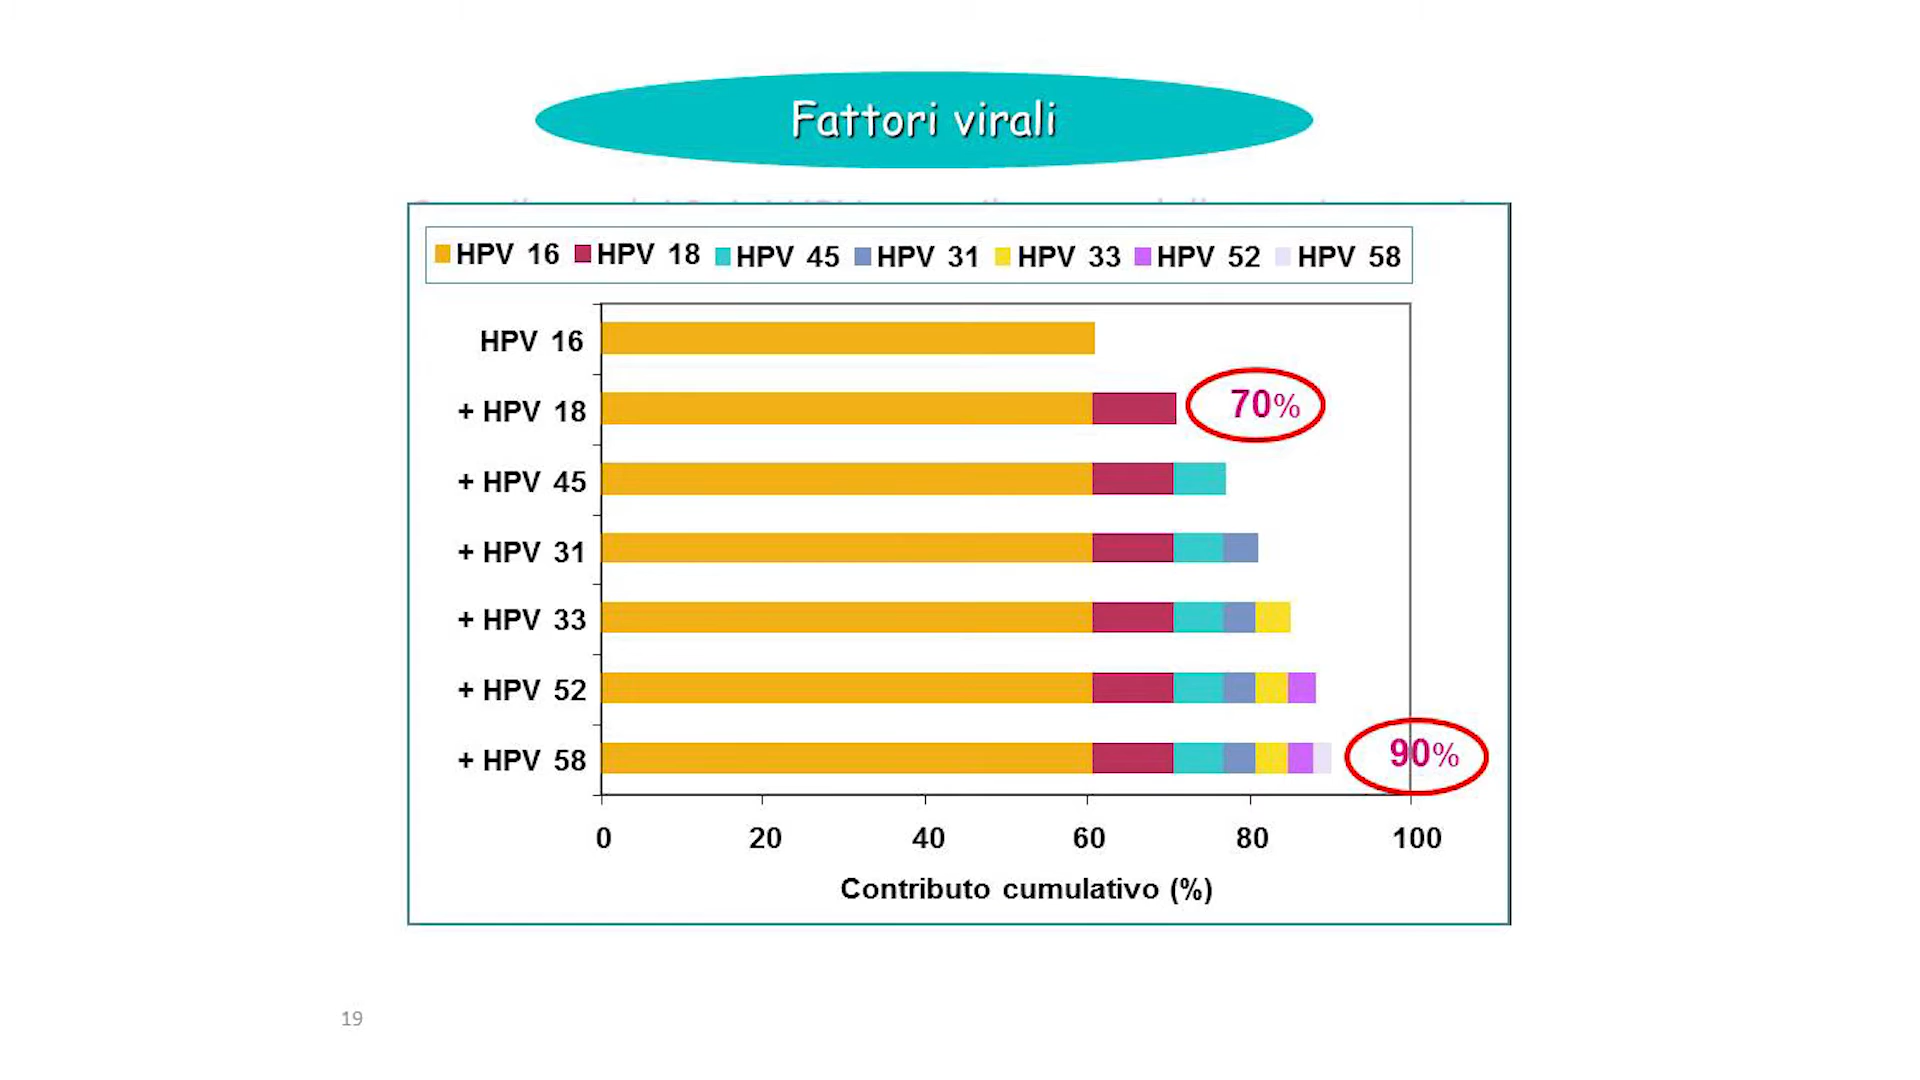 Fattori virali
HPV 16 HPV 18 HPV 45 HPV 31 HPV 33 HPV 52 HPV 58
HPV 16
+ HPV 18
70%
+ HPV 45
+ HPV 31
+ HPV 33
+ HPV 52
+ HPV 58
90%
0 20 40 60 80 100
Contributo cumulativo (%)
19